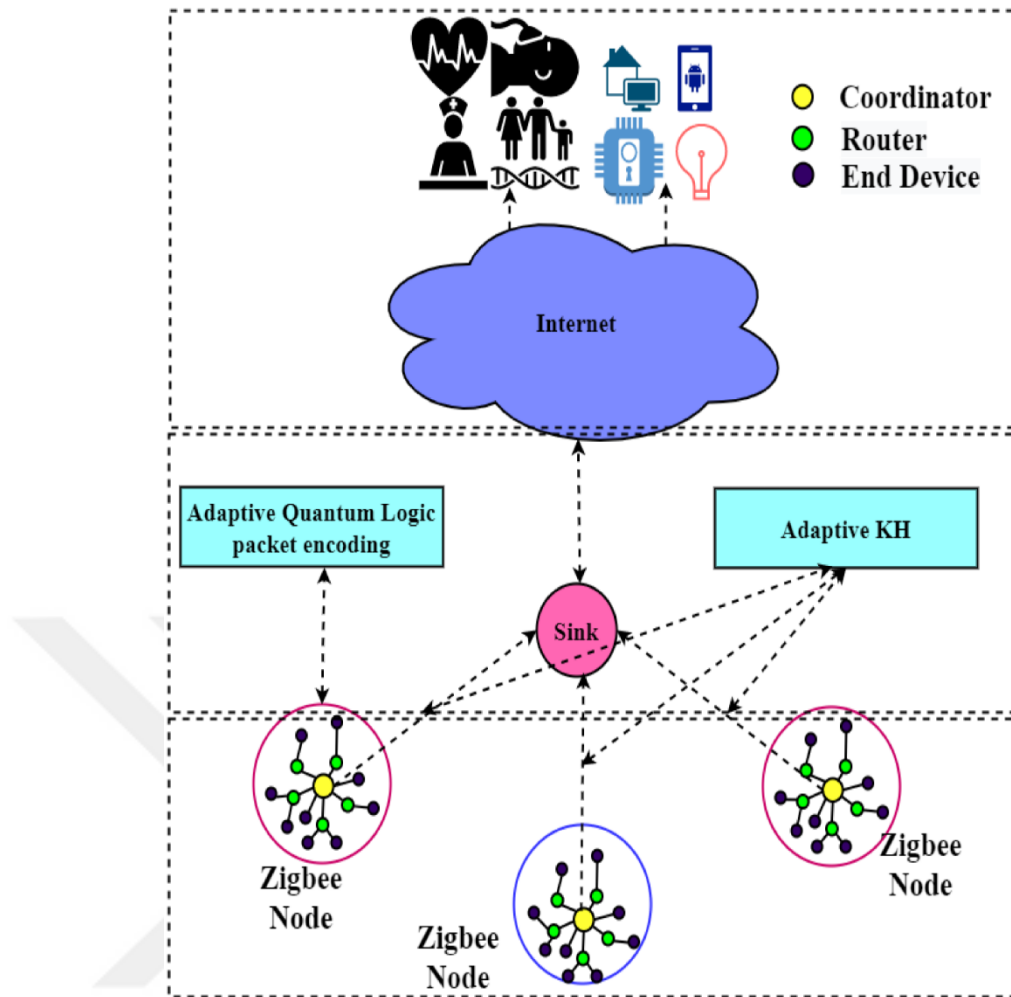 Coordinator
Router
End Device
Internet
Adaptive Quantum Logic
packet encoding
Adaptive KH
Sink
Zigbee
Node
Zigbee
Node
Zigbee
Node